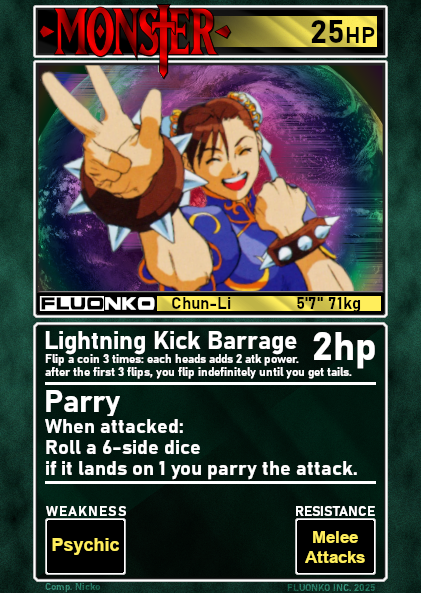 MONSTER
25HP
FLUONKO Chun-Li 5'7" 71kg
Lightning Kick Barrage 2hp
Flip a coin 3 times: each heads adds 2 atk power.
after the first 3 flips, you flip indefinitely until you get tails.
Parry
When attacked:
Roll a 6-side dice
if it lands on 1 you parry the attack.
WEAKNESS
Psychic
RESISTANCE
Melee
Attacks
Comp. Nicko
FLUONKO INC. 2025